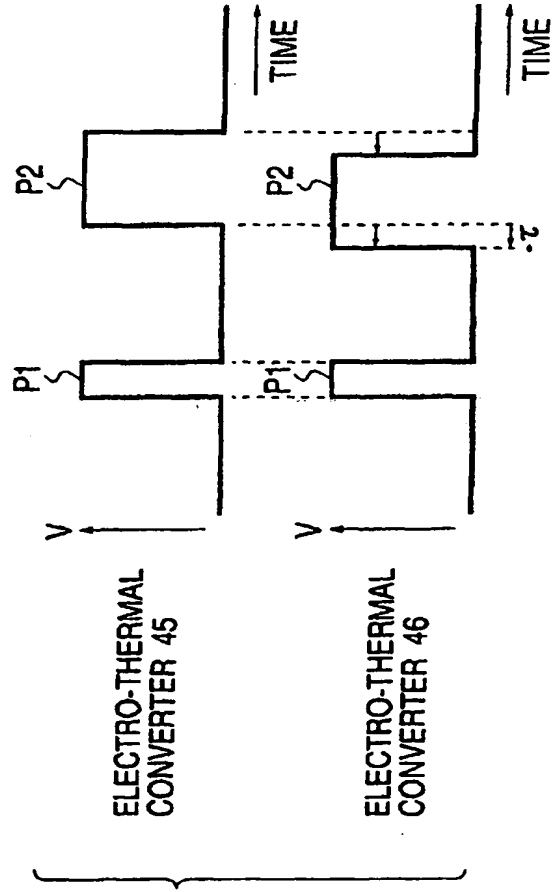 ELECTRO-THERMAL
CONVERTER 45
V
P1
P2
TIME
ELECTRO-THERMAL
CONVERTER 46
V
P1
P2
τ
TIME